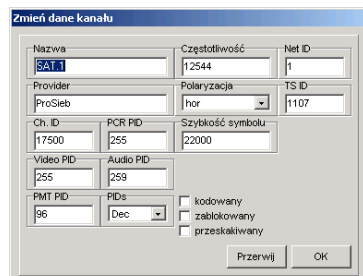 Zmień dane kanału
Nazwa Częstotliwość Net ID
SAT.1 12544 1
Provider Polaryzacja TS ID
ProSieb hor 1107
Ch. ID PCR PID Szybkość symbolu
17500 255 22000
Video PID Audio PID
255 259
PMT PID PIDs
96 Dec
kodowany
zablokowany
przeskakiwany
Przerwij OK